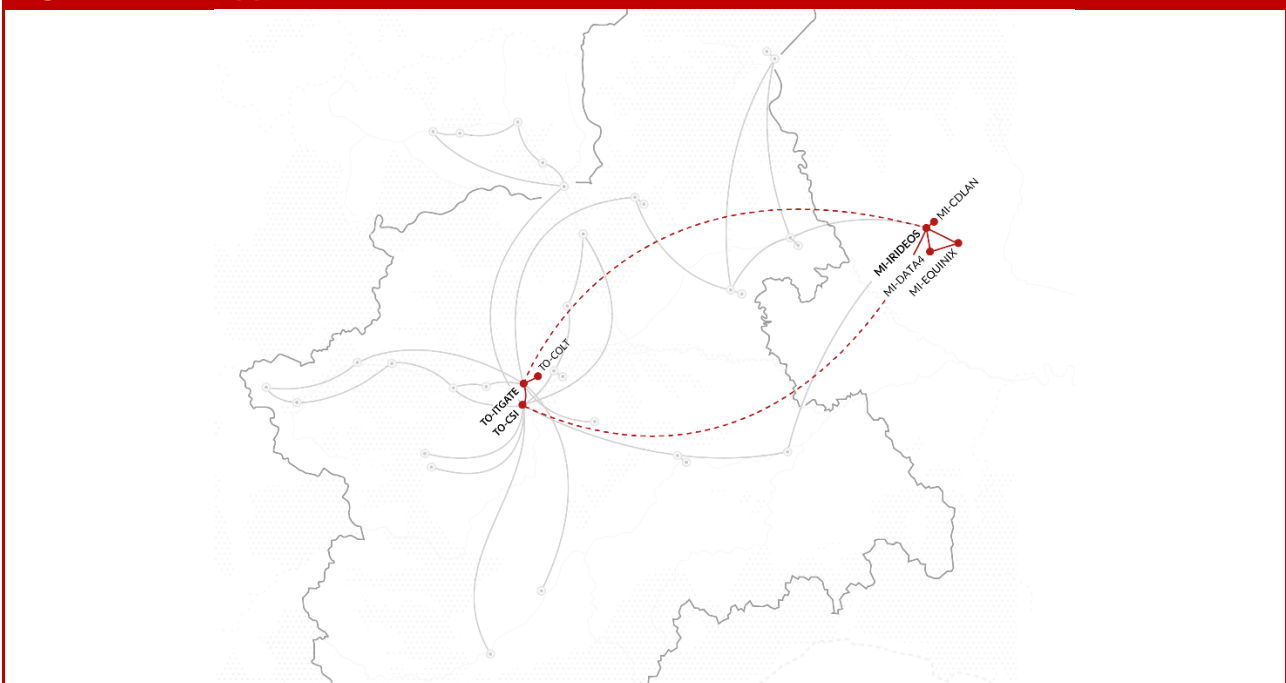 MI-CDLAN
MI-IRIDEOS
MI-DATA4
MI-EQUINIX
TO-COLT
TO-ITGATE
TO-CSI